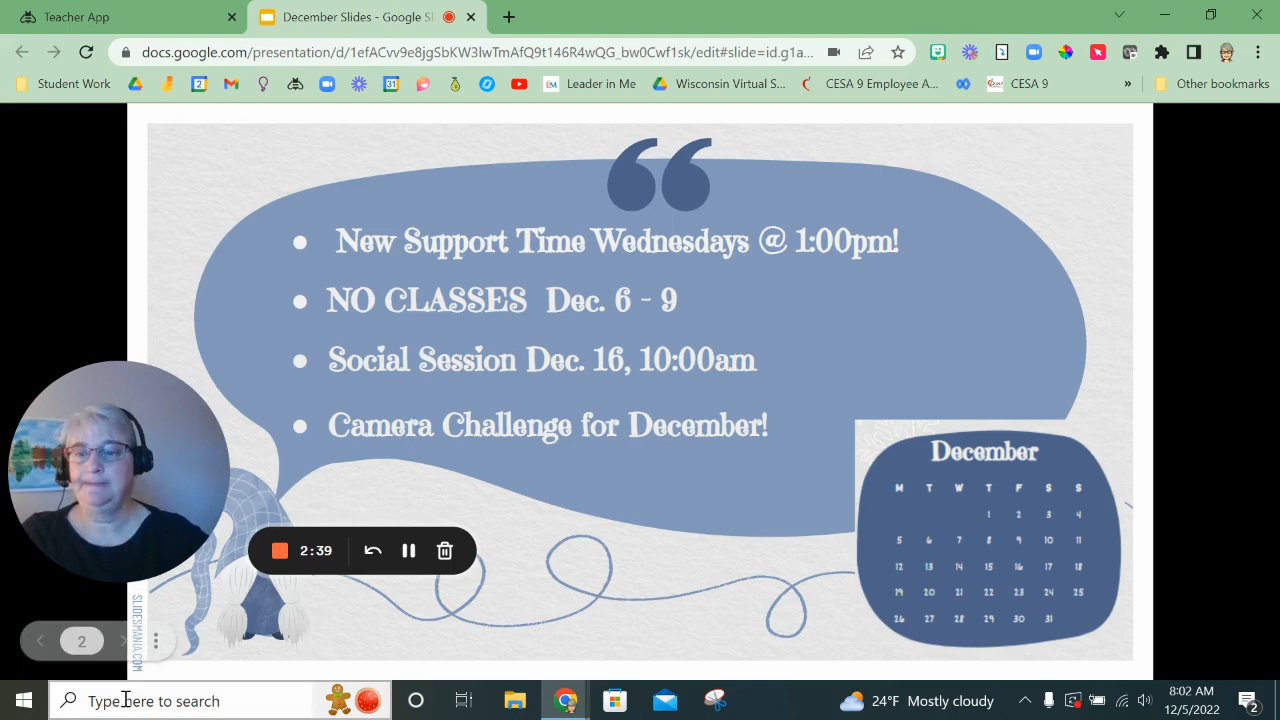 Teacher App
December Slides - Google Sl
docs.google.com/presentation/d/1efACvv9e8jgSbKW3lwTmAfQ9t146R4wQG_bw0Cwf1sk/edit#slide=id.g1a...
Student Work
Leader in Me
Wisconsin Virtual S...
CESA 9 Employee A...
CESA 9
»
Other bookmarks
● New Support Time Wednesdays @ 1:00pm!
● NO CLASSES Dec. 6 - 9
● Social Session Dec. 16, 10:00am
● Camera Challenge for December!
December
M T W T F S S
1 2 3 4
5 6 7 8 9 10 11
12 13 14 15 16 17 18
19 20 21 22 23 24 25
26 27 28 29 30 31
2:39
2
SLIDESMANIA.COM
Type here to search
24°F Mostly cloudy
8:02 AM
12/5/2022
2